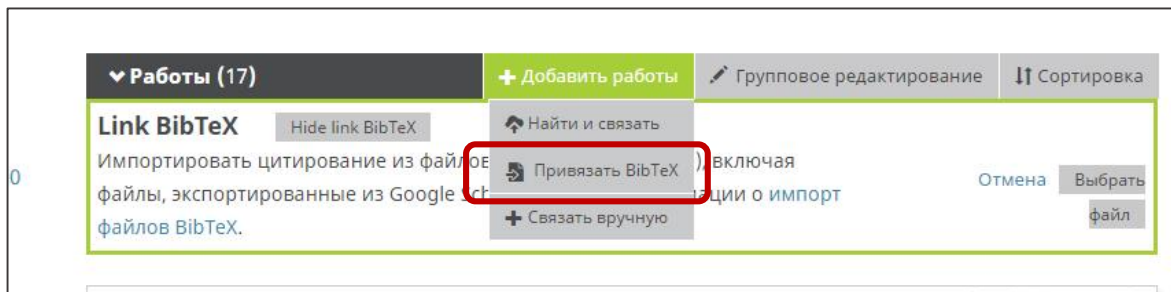 Работы (17) Добавить работы Групповое редактирование Сортировка
Link BibTeX Hide link BibTeX Найти и связать
Импортировать цитирование из файлов Привязать BibTeX ), включая
0
файлы, экспортированные из Google Sch ации о импорт Отмена Выбрать
файлов BibTeX. Связать вручную файл